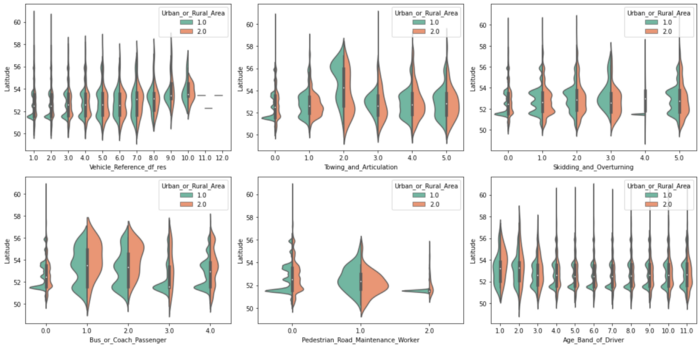 Urban_or_Rural_Area
1.0
2.0
Latitude
60
58
56
54
52
50
1.0 2.0 3.0 4.0 5.0 6.0 7.0 8.0 9.0 10.0 11.0 12.0
Vehicle_Reference_df_res
Urban_or_Rural_Area
1.0
2.0
Latitude
60
58
56
54
52
50
0.0 1.0 2.0 3.0 4.0 5.0
Towing_and_Articulation
Urban_or_Rural_Area
1.0
2.0
Latitude
60
58
56
54
52
50
0.0 1.0 2.0 3.0 4.0 5.0
Skidding_and_Overturning
Urban_or_Rural_Area
1.0
2.0
Latitude
60
58
56
54
52
50
0.0 1.0 2.0 3.0 4.0
Bus_or_Coach_Passenger
Urban_or_Rural_Area
1.0
2.0
Latitude
60
58
56
54
52
50
0.0 1.0 2.0
Pedestrian_Road_Maintenance_Worker
Urban_or_Rural_Area
1.0
2.0
Latitude
60
58
56
54
52
50
1.0 2.0 3.0 4.0 5.0 6.0 7.0 8.0 9.0 10.0 11.0
Age_Band_of_Driver